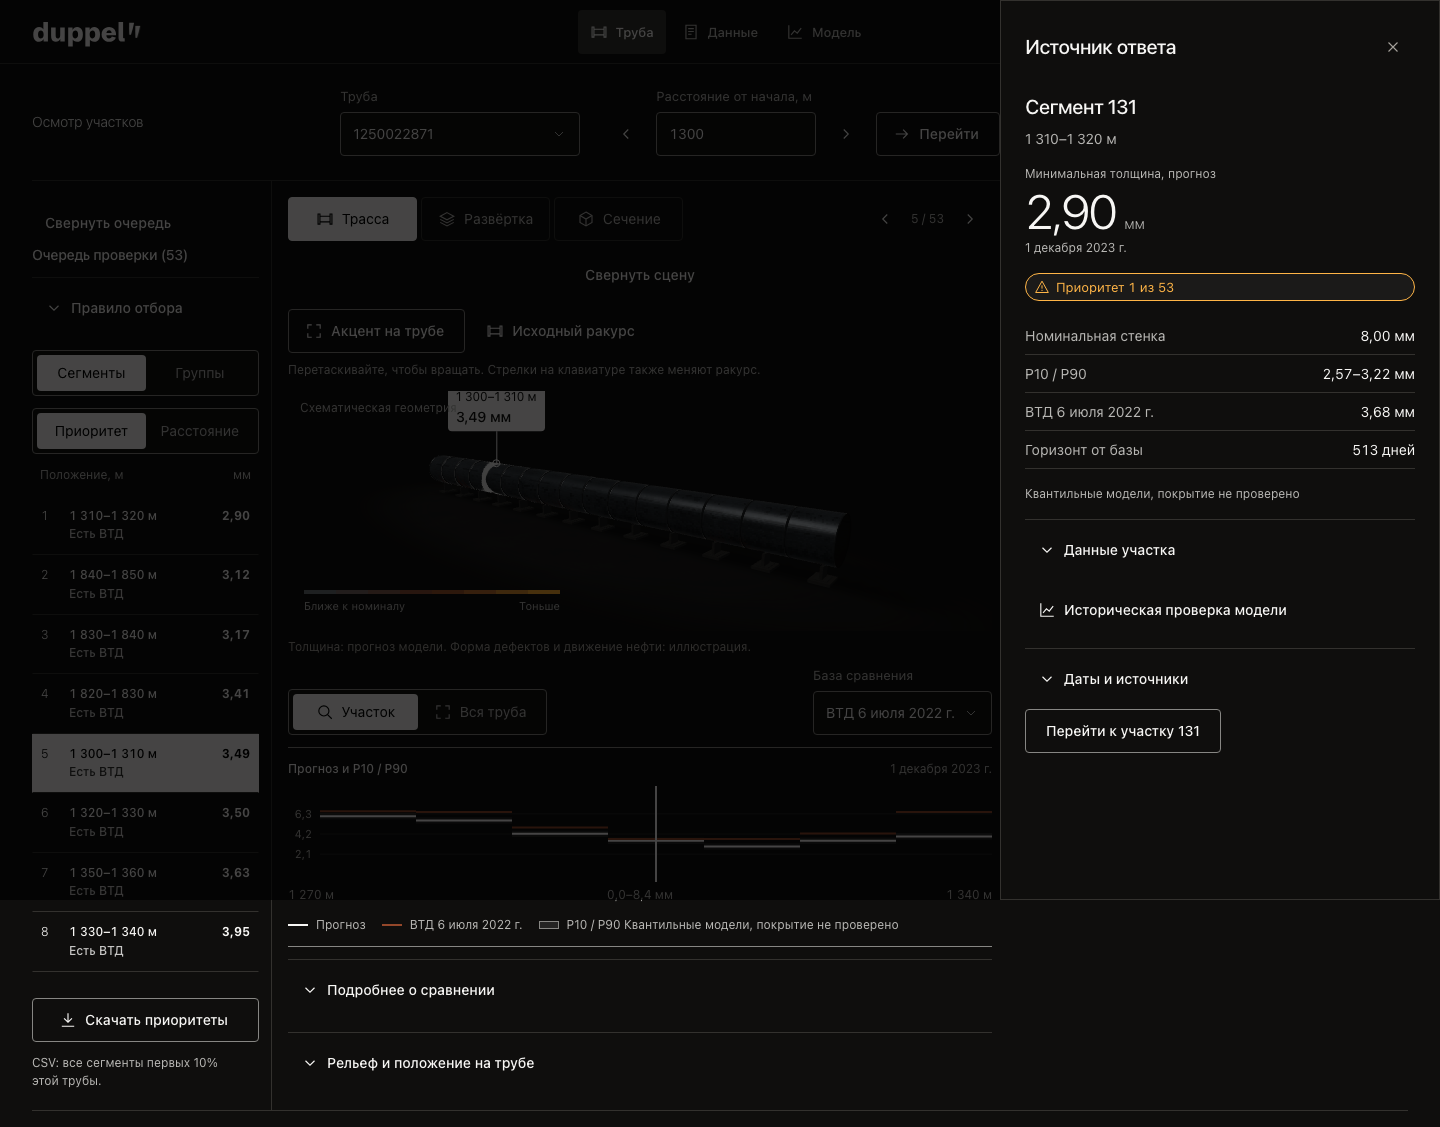 duppel
Труба
Данные
Модель
Осмотр участков
Труба
1250022871
Расстояние от начала, м
1300
Перейти
Свернуть очередь
Очередь проверки (53)
Правило отбора
Сегменты
Группы
Приоритет
Расстояние
Положение, м
мм
1 1 310–1 320 м 2,90
Есть ВТД
2 1 840–1 850 м 3,12
Есть ВТД
3 1 830–1 840 м 3,17
Есть ВТД
4 1 820–1 830 м 3,41
Есть ВТД
5 1 300–1 310 м 3,49
Есть ВТД
6 1 320–1 330 м 3,50
Есть ВТД
7 1 350–1 360 м 3,63
Есть ВТД
8 1 330–1 340 м 3,95
Есть ВТД
Скачать приоритеты
CSV: все сегменты первых 10%
этой трубы.
Трасса
Развёртка
Сечение
5 / 53
Свернуть сцену
Акцент на трубе
Исходный ракурс
Перетаскивайте, чтобы вращать. Стрелки на клавиатуре также меняют ракурс.
Схематическая геометрия
1 300–1 310 м
3,49 мм
Ближе к номиналу
Тоньше
Толщина: прогноз модели. Форма дефектов и движение нефти: иллюстрация.
Участок
Вся труба
База сравнения
ВТД 6 июля 2022 г.
Прогноз и P10 / P90
1 декабря 2023 г.
6,3
4,2
2,1
1 270 м
0,0–8,4 мм
1 340 м
Прогноз
ВТД 6 июля 2022 г.
P10 / P90 Квантильные модели, покрытие не проверено
Подробнее о сравнении
Рельеф и положение на трубе
Источник ответа
Сегмент 131
1 310–1 320 м
Минимальная толщина, прогноз
2,90 мм
1 декабря 2023 г.
Приоритет 1 из 53
Номинальная стенка 8,00 мм
P10 / P90 2,57–3,22 мм
ВТД 6 июля 2022 г. 3,68 мм
Горизонт от базы 513 дней
Квантильные модели, покрытие не проверено
Данные участка
Историческая проверка модели
Даты и источники
Перейти к участку 131